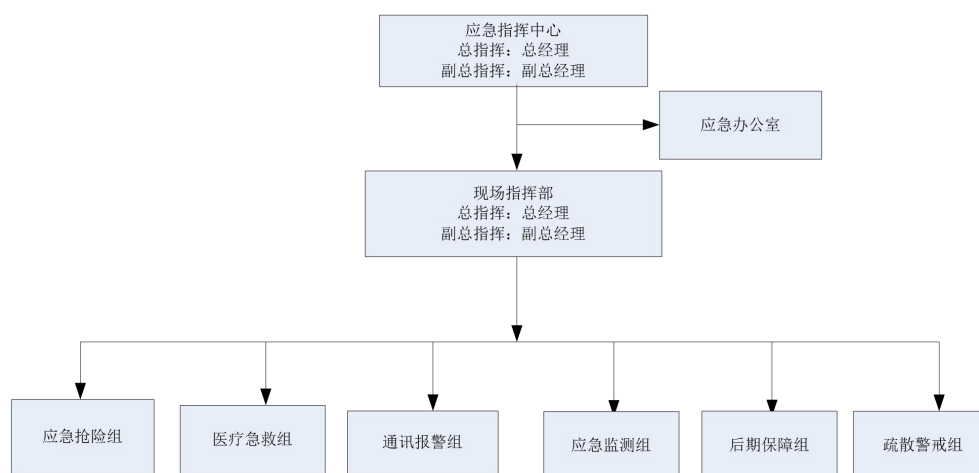 应急指挥中心
总指挥：总经理
副总指挥：副总经理
应急办公室
现场指挥部
总指挥：总经理
副总指挥：副总经理
应急抢险组
医疗急救组
通讯报警组
应急监测组
后期保障组
疏散警戒组